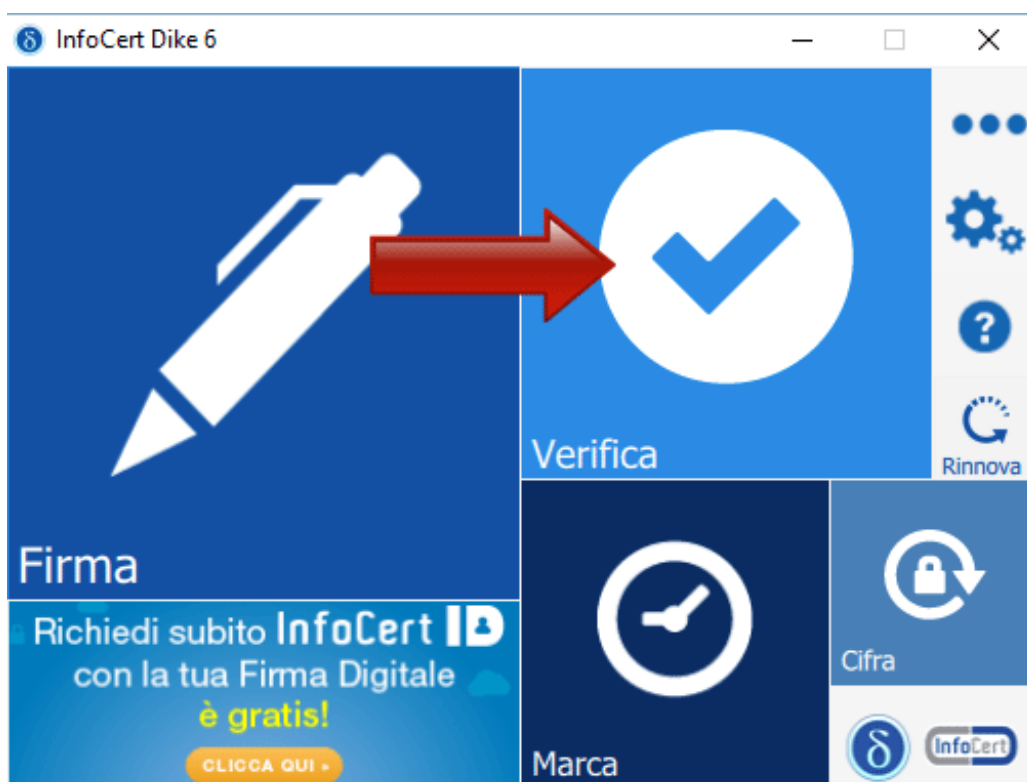 InfoCert Dike 6
Firma
Verifica
Rinnova
Richiedi subito InfoCert ID
con la tua Firma Digitale
è gratis!
CLICCA QUI »
Marca
Cifra
δ
InfoCert